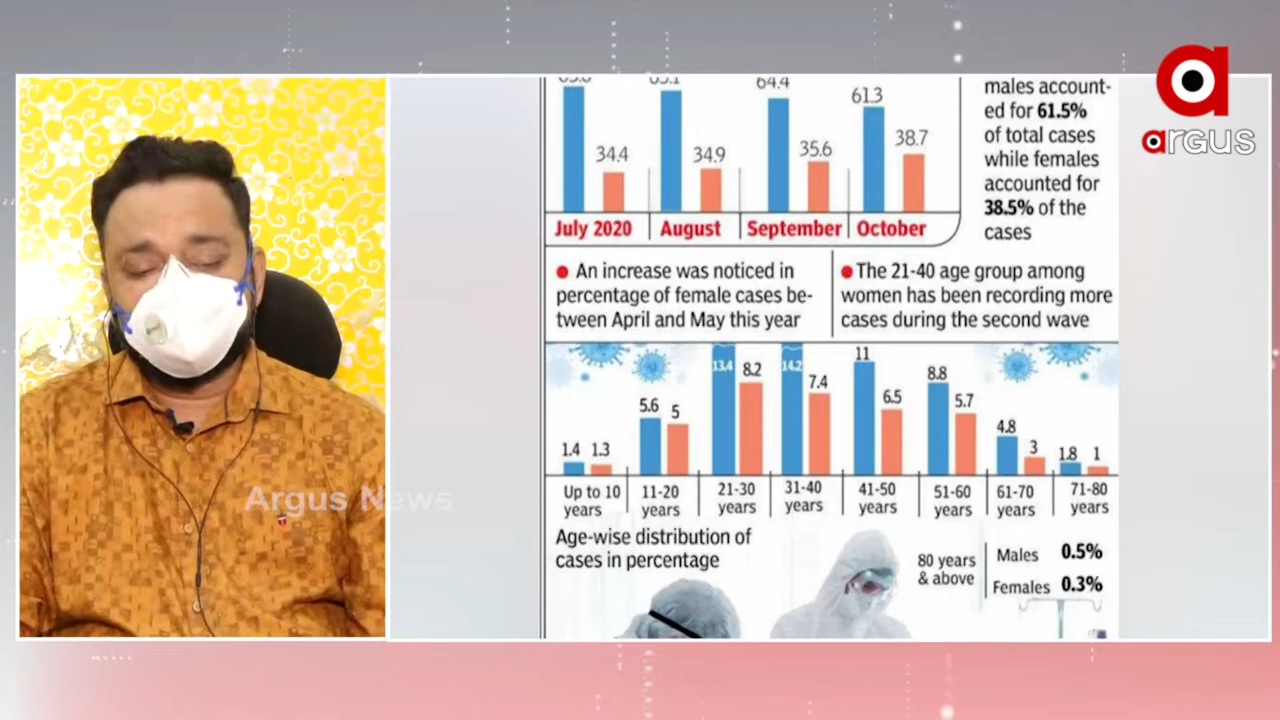 argus
64.4
61.3
34.4
34.9
35.6
38.7
July 2020
August
September
October
males account-
ed for 61.5%
of total cases
while females
accounted for
38.5% of the
cases
An increase was noticed in
percentage of female cases be-
tween April and May this year
The 21-40 age group among
women has been recording more
cases during the second wave
1.4 1.3
5.6 5
13.4 8.2
14.2 7.4
11 6.5
8.8 5.7
4.8 3
1.8 1
Up to 10
years
11-20
years
21-30
years
31-40
years
41-50
years
51-60
years
61-70
years
71-80
years
Age-wise distribution of
cases in percentage
80 years
& above
Males 0.5%
Females 0.3%
Argus News